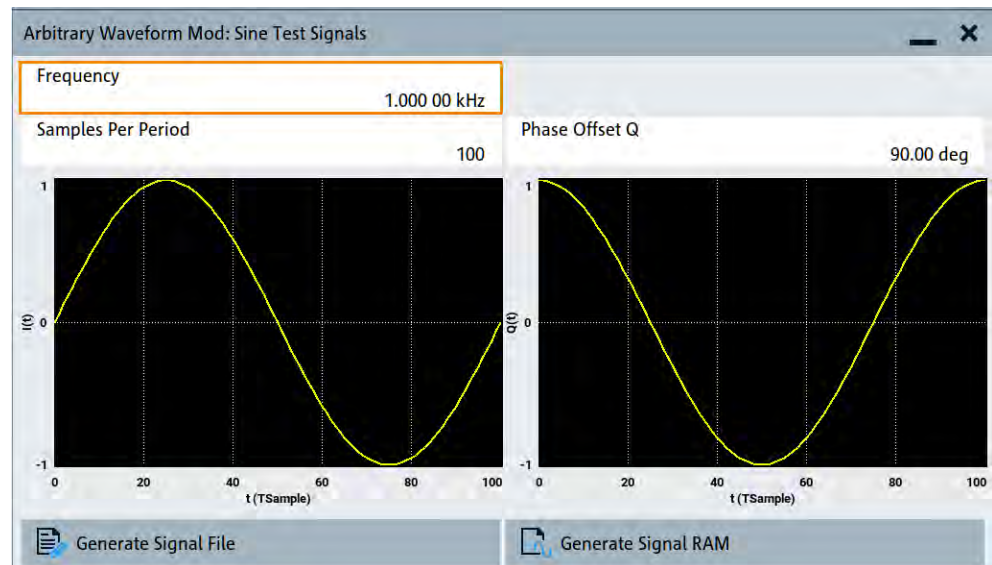 Arbitrary Waveform Mod: Sine Test Signals
Frequency
1.000 00 kHz
Samples Per Period
100
Phase Offset Q
90.00 deg
1
0
-1
I(t)
0 20 40 60 80 100
t (TSample)
1
0
-1
Q(t)
0 20 40 60 80 100
t (TSample)
Generate Signal File
Generate Signal RAM